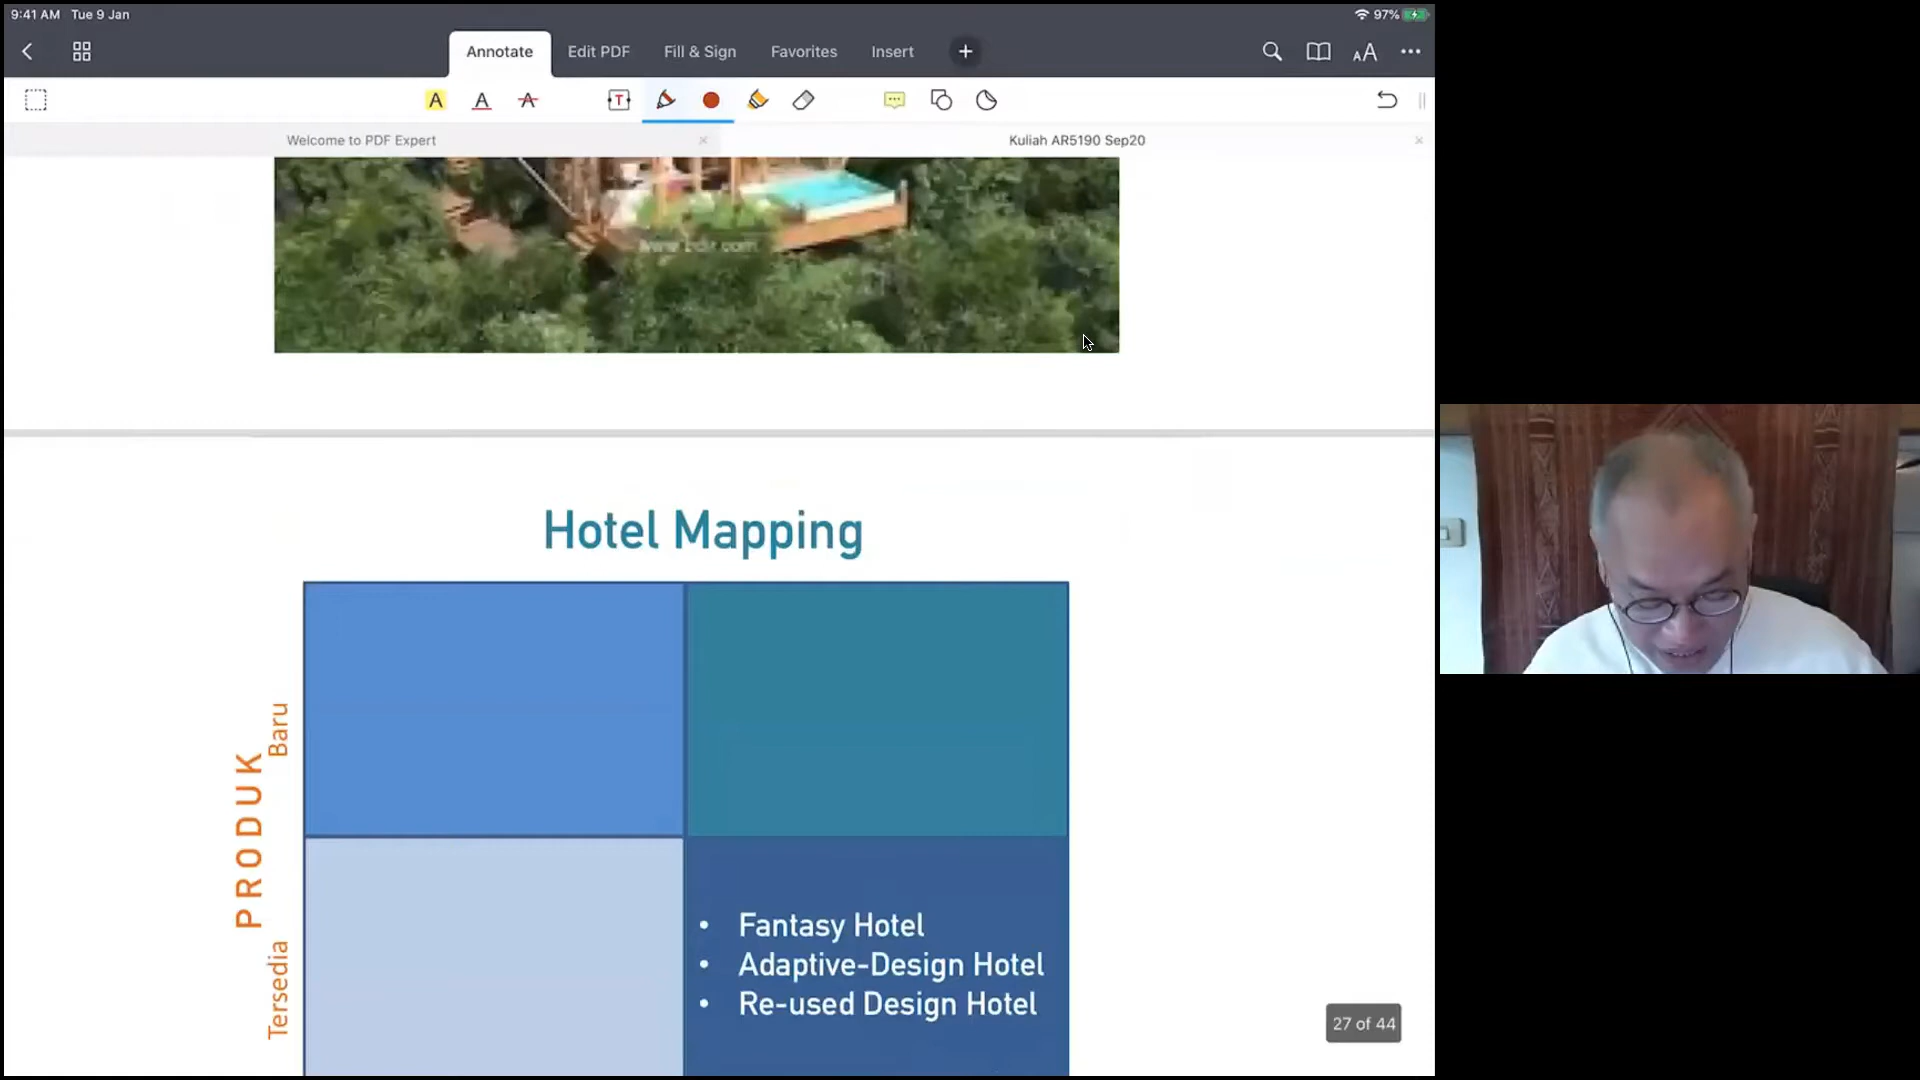 9:41 AM Tue 9 Jan
97%
Annotate Edit PDF Fill & Sign Favorites Insert
AA
A A A T
Welcome to PDF Expert
Kuliah AR5190 Sep20
Hotel Mapping
PRODUK
Baru
Tersedia
• Fantasy Hotel
• Adaptive-Design Hotel
• Re-used Design Hotel
27 of 44